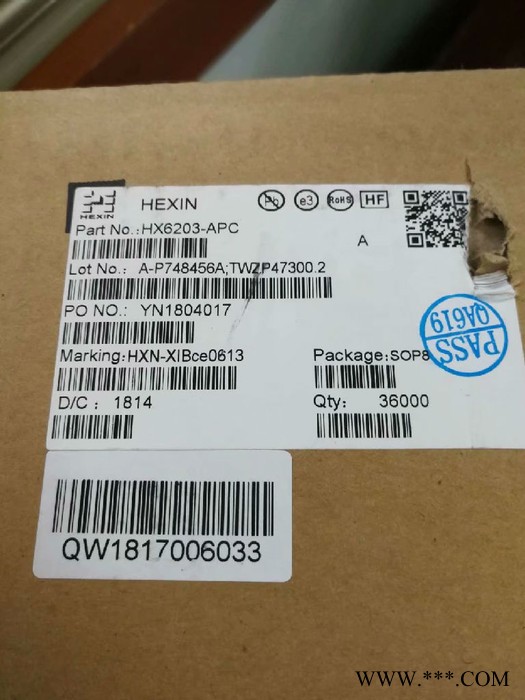 HEXIN
HEXIN
Pb e3 RoHS HF
Part No.:HX6203-APC
A
Lot No.: A-P748456A;TWZP47300.2
PO NO.: YN1804017
Marking:HXN-XIBce0613
Package:SOP8
D/C : 1814
Qty: 36000
PASS
QA619
QW1817006033
WWW.***.COM